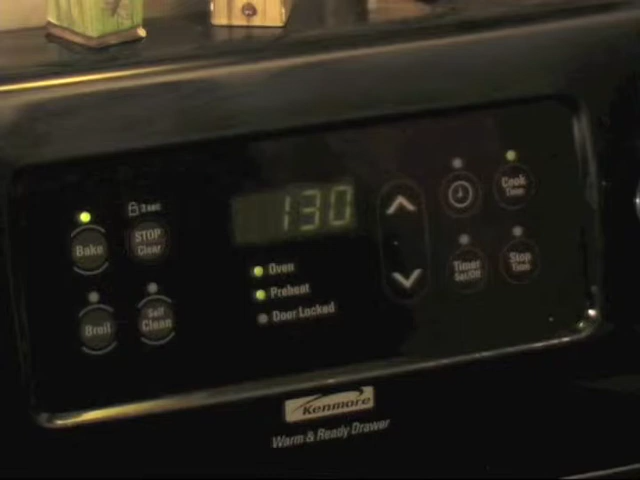 3 sec
130
Bake
STOP
Clear
Cook
Time
Oven
Preheat
Door Locked
Timer
Set/Off
Stop
Time
Broil
Self
Clean
Kenmore
Warm & Ready Drawer